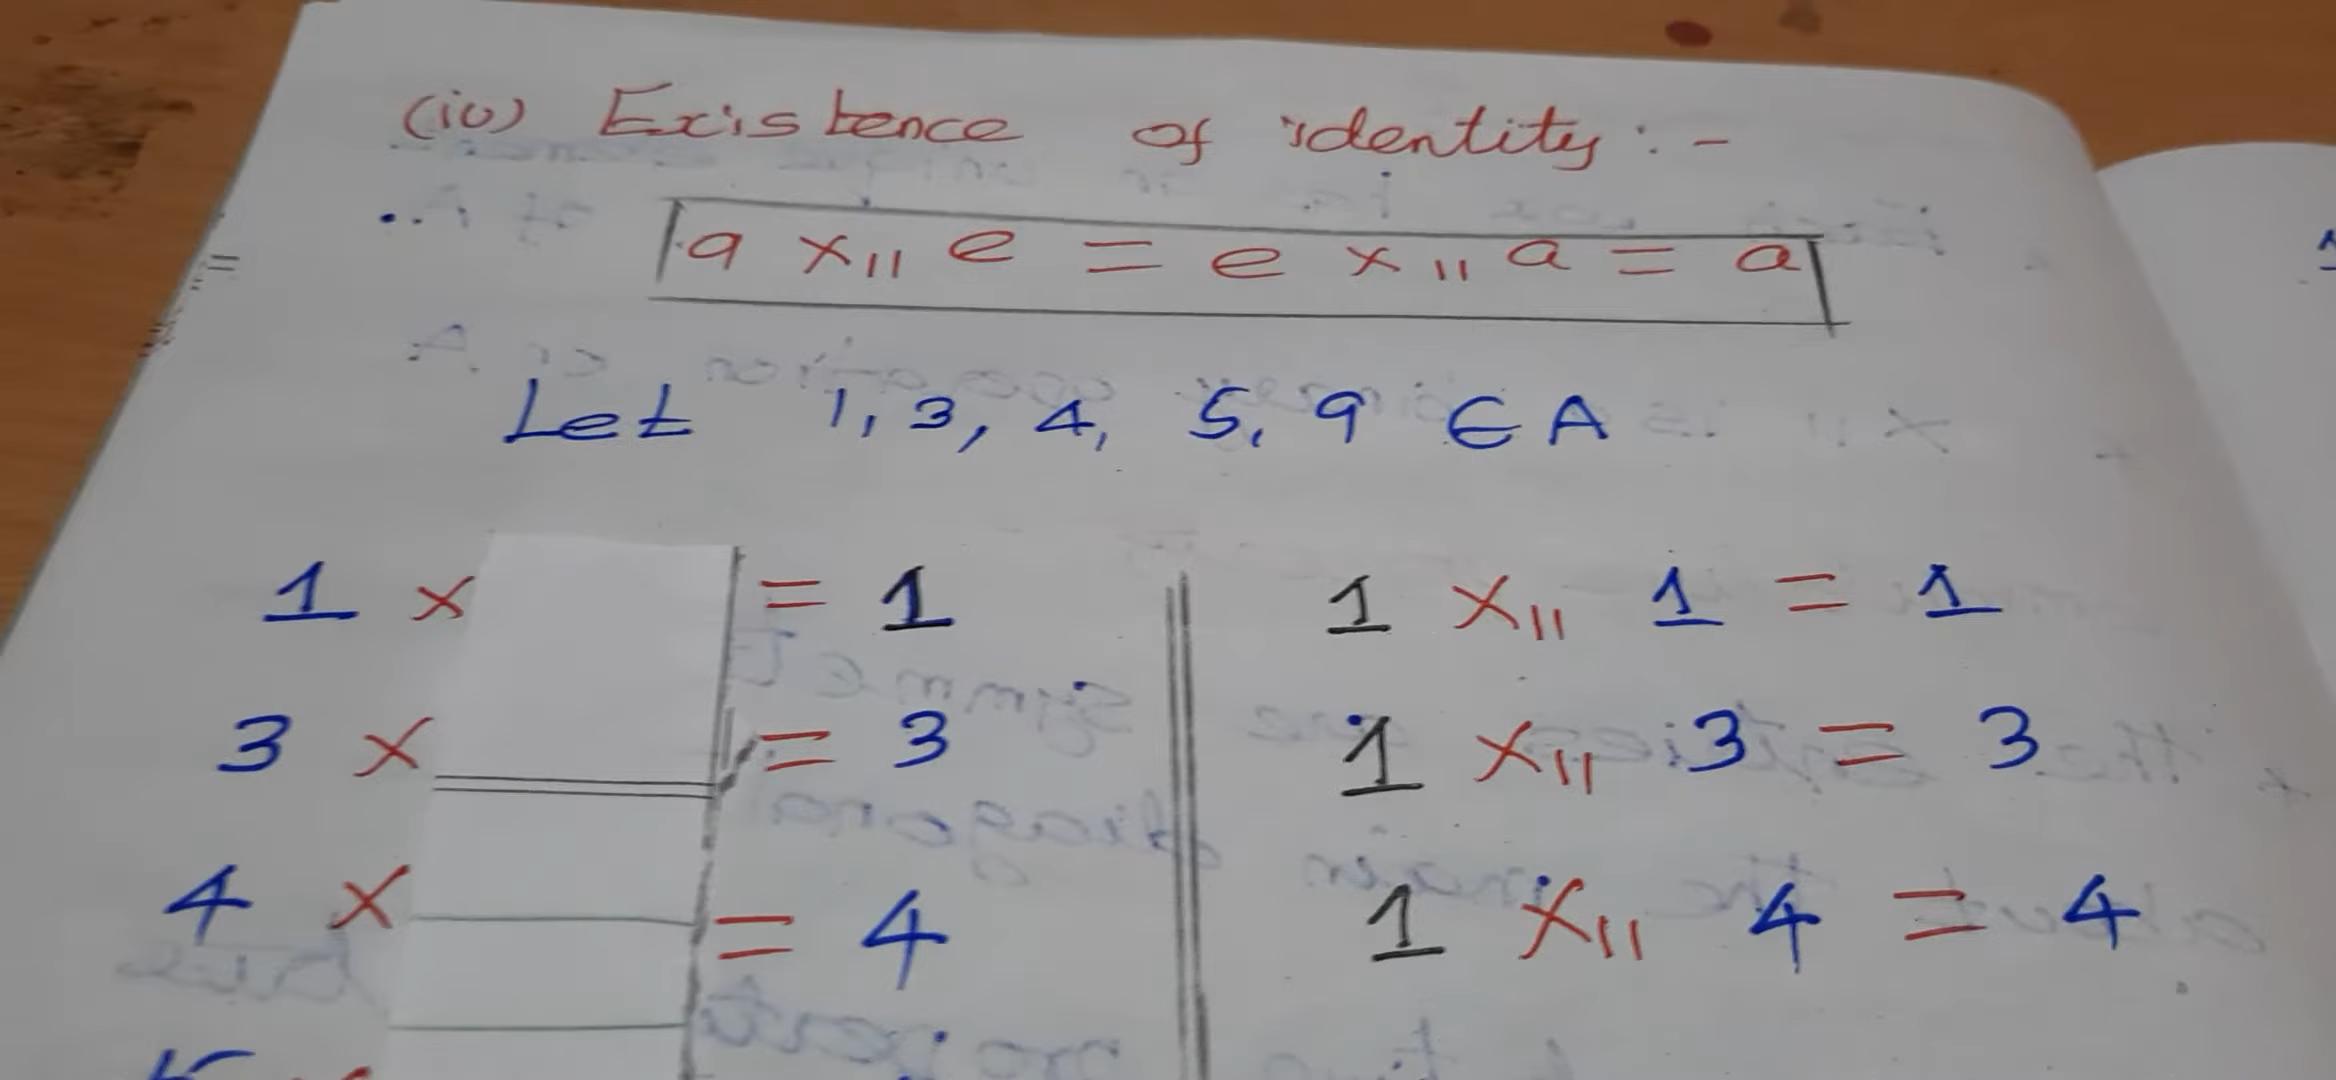 (iv) Existence of identity :-
a ×₁₁ e = e ×₁₁ a = a
Let 1, 3, 4, 5, 9 ∈ A
1 × = 1
1 ×₁₁ 1 = 1
3 × = 3
1 ×₁₁ 3 = 3
4 × = 4
1 ×₁₁ 4 = 4